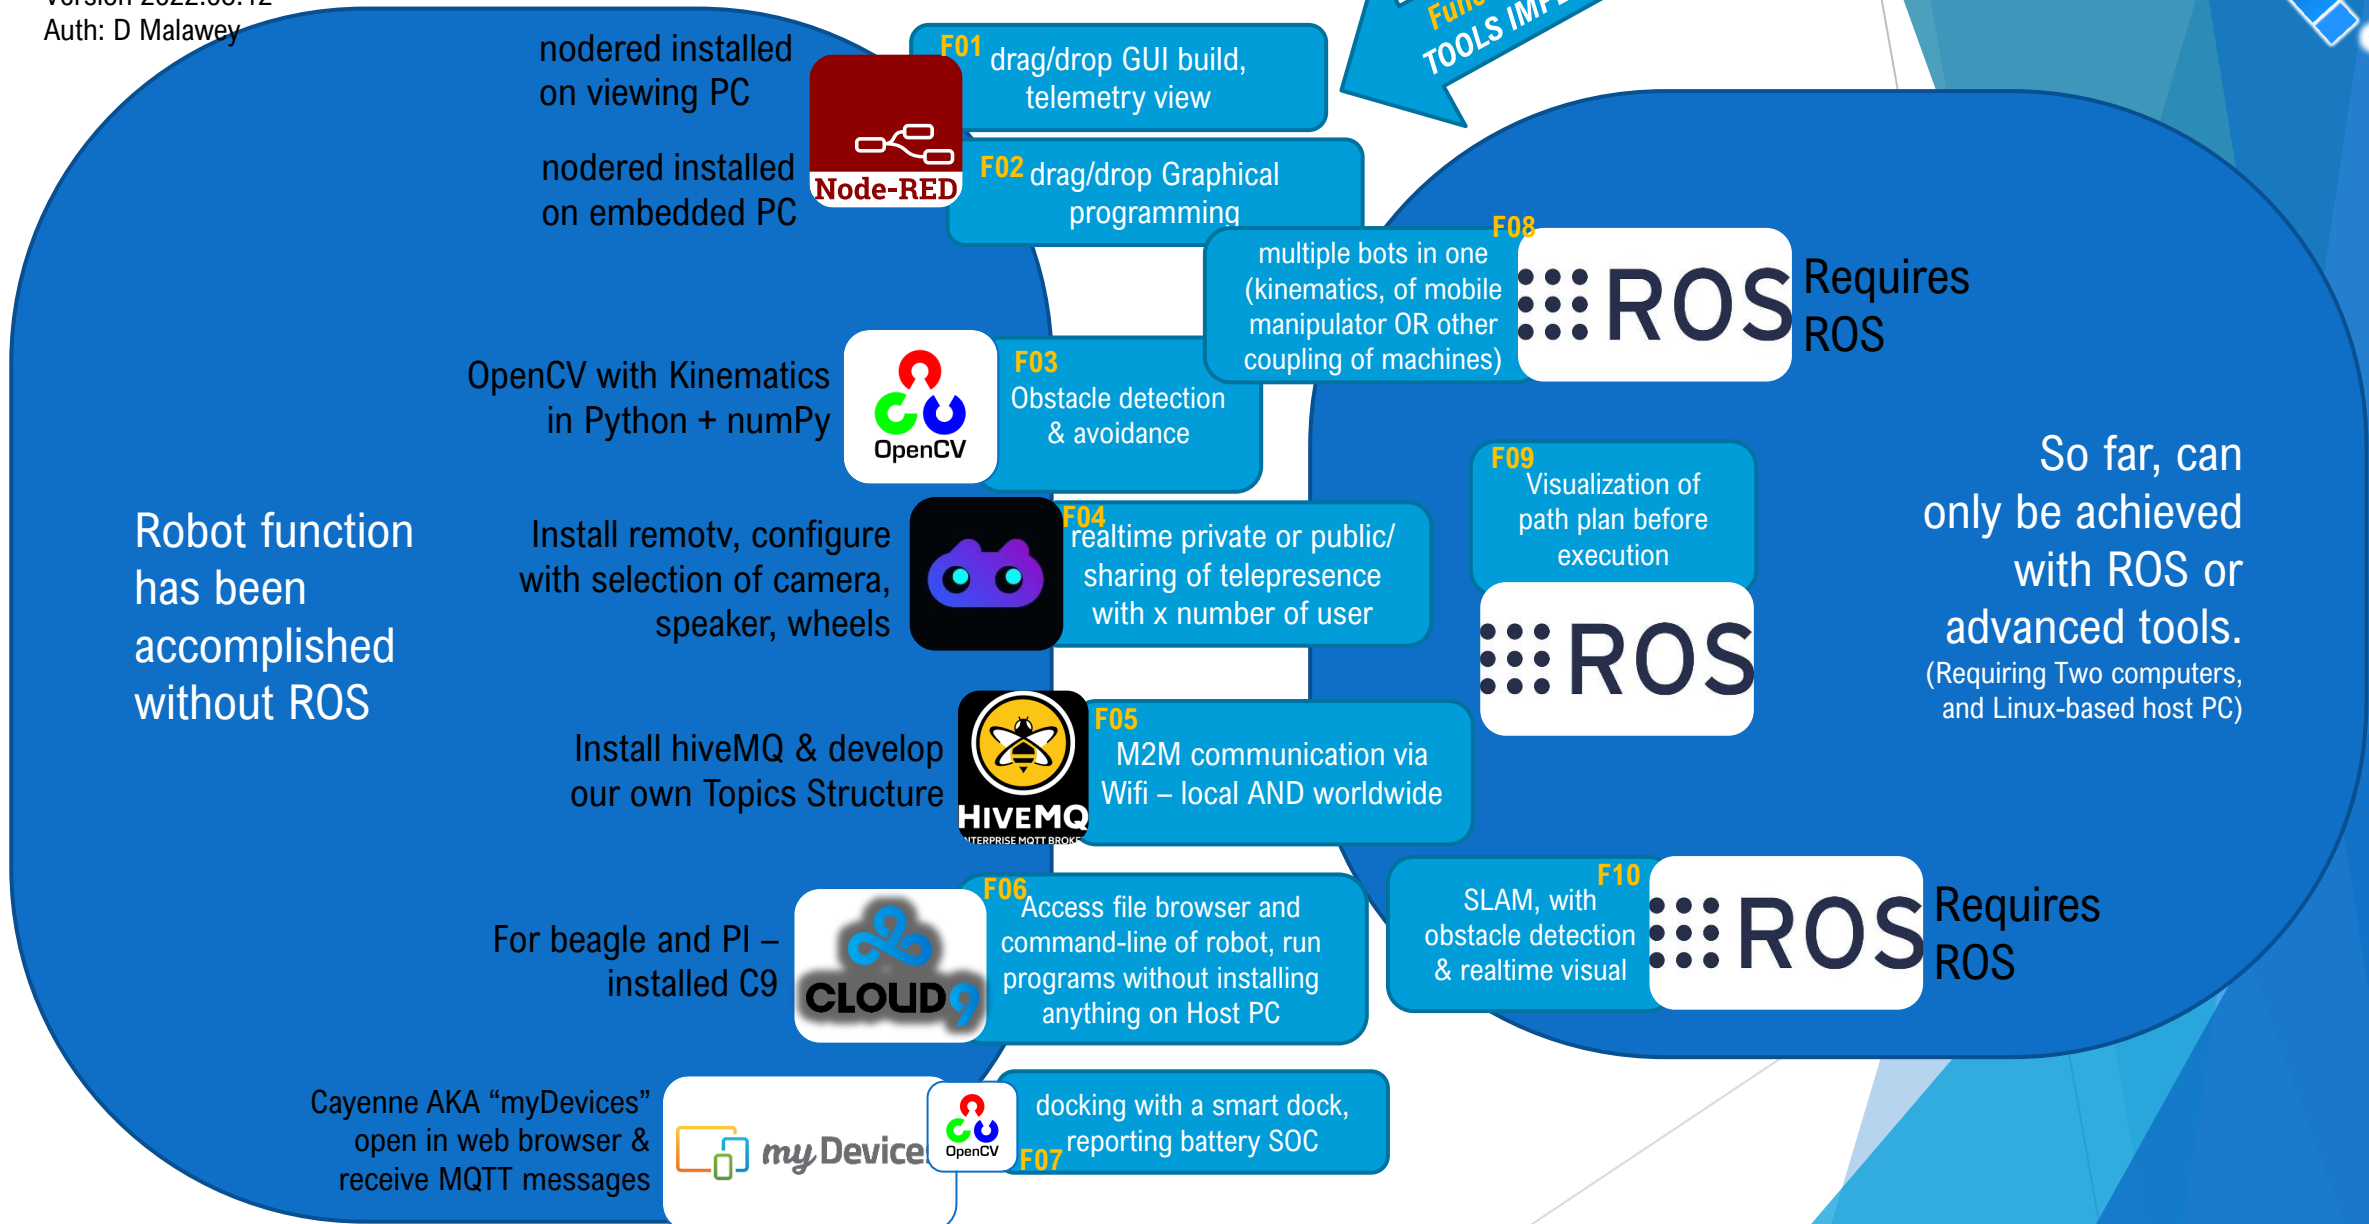 Auth: D Malawey
TOOLS
nodered installed
on viewing PC
Node-RED
F01
drag/drop GUI build,
telemetry view
nodered installed
on embedded PC
F02
drag/drop Graphical
programming
F08
multiple bots in one
(kinematics, of mobile
manipulator OR other
coupling of machines)
ROS
Requires
ROS
OpenCV with Kinematics
in Python + numPy
OpenCV
F03
Obstacle detection
& avoidance
Robot function
has been
accomplished
without ROS
Install remotv, configure
with selection of camera,
speaker, wheels
F04
realtime private or public/
sharing of telepresence
with x number of user
F09
Visualization of
path plan before
execution
ROS
So far, can
only be achieved
with ROS or
advanced tools.
(Requiring Two computers,
and Linux-based host PC)
Install hiveMQ & develop
our own Topics Structure
HIVEMQ
F05
M2M communication via
Wifi – local AND worldwide
For beagle and PI –
installed C9
CLOUD9
F06
Access file browser and
command-line of robot, run
programs without installing
anything on Host PC
F10
SLAM, with
obstacle detection
& realtime visual
ROS
Requires
ROS
Cayenne AKA “myDevices”
open in web browser &
receive MQTT messages
my Device
OpenCV
F07
docking with a smart dock,
reporting battery SOC